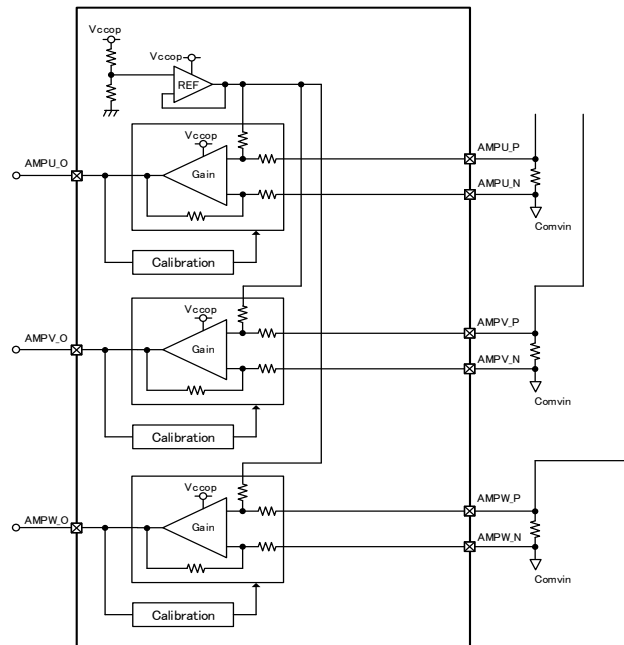 Vccop
Vccop
REF
Vccop
Gain
AMPU_O
AMPU_P
AMPU_N
Comvin
Calibration
Vccop
Gain
AMPV_O
AMPV_P
AMPV_N
Comvin
Calibration
Vccop
Gain
AMPW_O
AMPW_P
AMPW_N
Comvin
Calibration